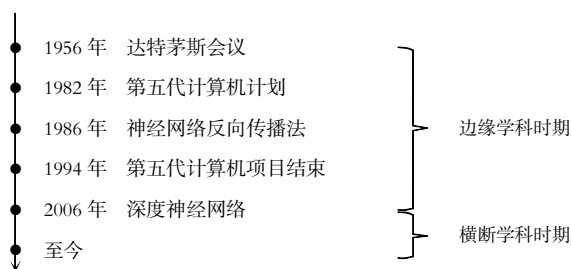 1956 年 达特茅斯会议
1982 年 第五代计算机计划
1986 年 神经网络反向传播法
边缘学科时期
1994 年 第五代计算机项目结束
2006 年 深度神经网络
横断学科时期
至今